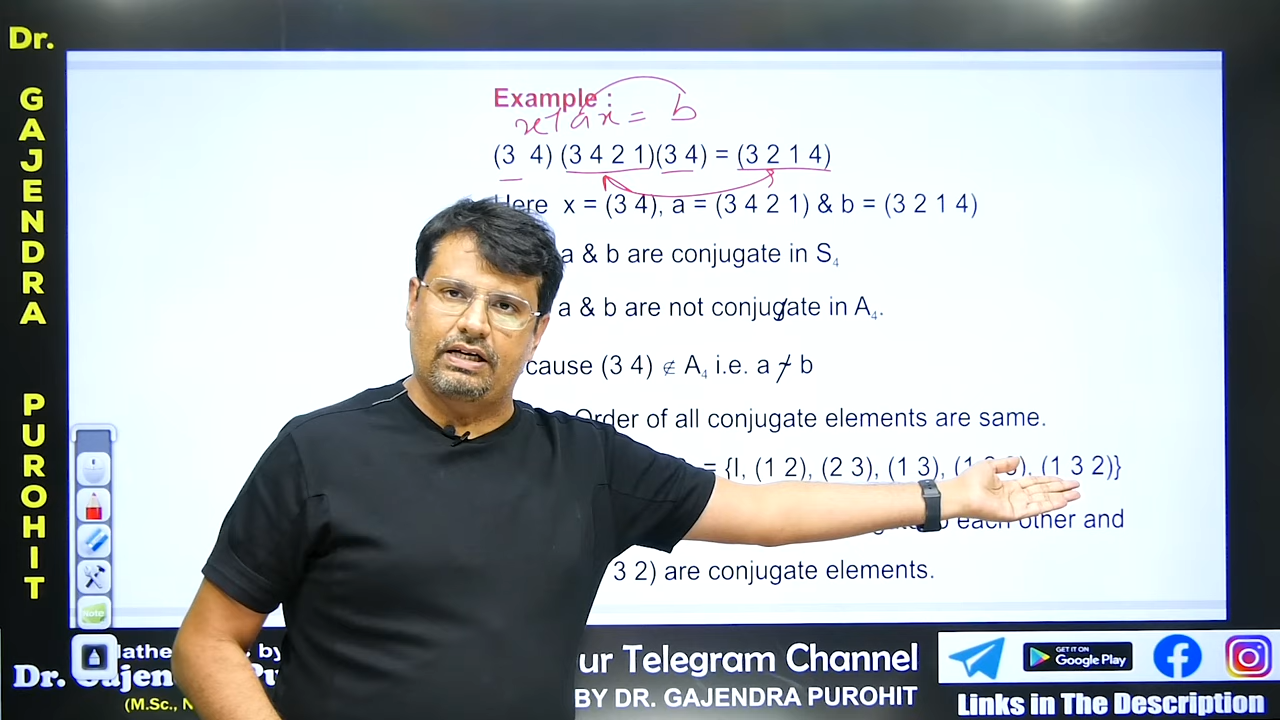 Dr.
GAJENDRA
PUROHIT
Example :
x⁻¹ax = b
(3 4) (3 4 2 1)(3 4) = (3 2 1 4)
Here x = (3 4), a = (3 4 2 1) & b = (3 2 1 4)
a & b are conjugate in S₄
a & b are not conjugate in A₄.
cause (3 4) ∉ A₄ i.e. a ≁ b
Order of all conjugate elements are same.
= {I, (1 2), (2 3), (1 3), (1 3 2)}
each other and
3 2) are conjugate elements.
Note
by
Dr.
(M.Sc.,
ur Telegram Channel
BY DR. GAJENDRA PUROHIT
GET IT ON
Google Play
Links in The Description